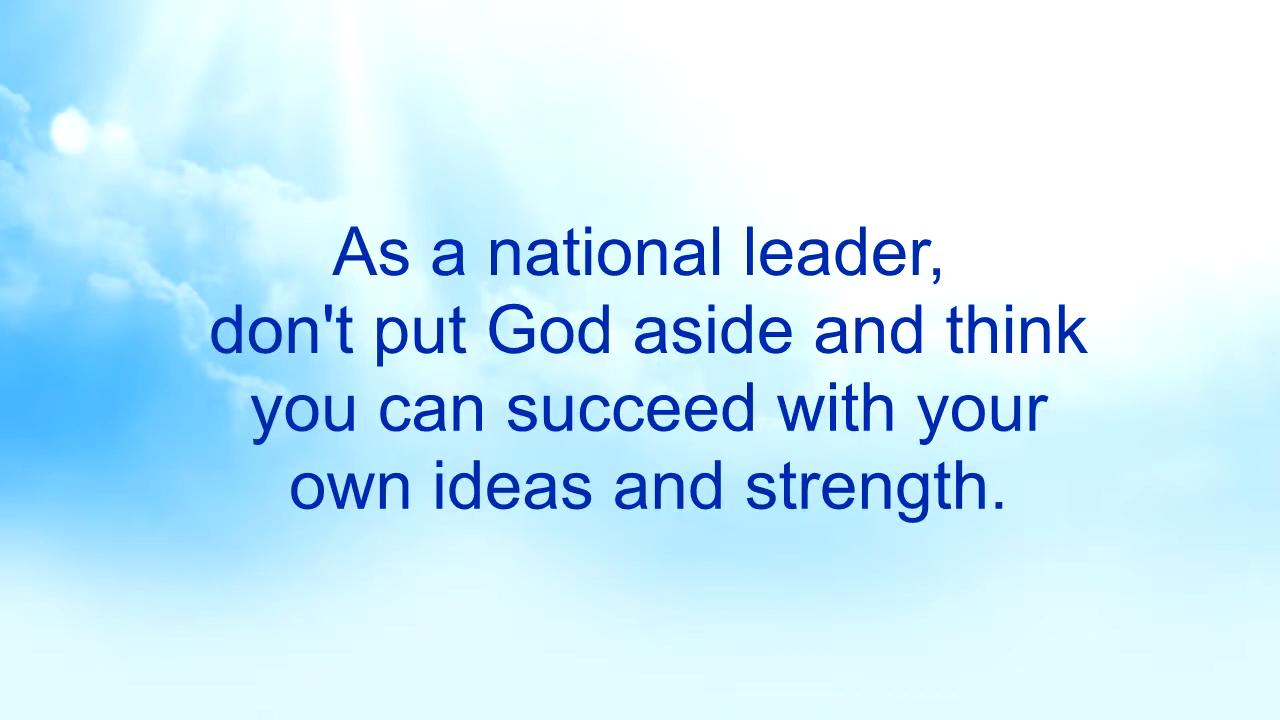 As a national leader,
don't put God aside and think
you can succeed with your
own ideas and strength.